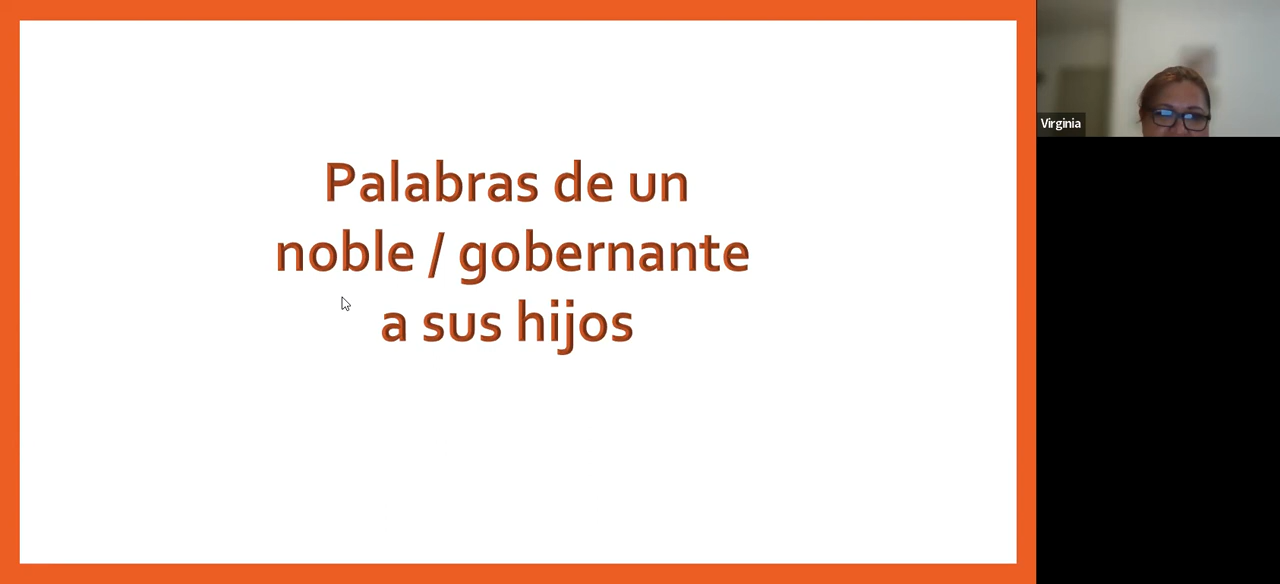 Palabras de un
noble / gobernante
a sus hijos
Virginia